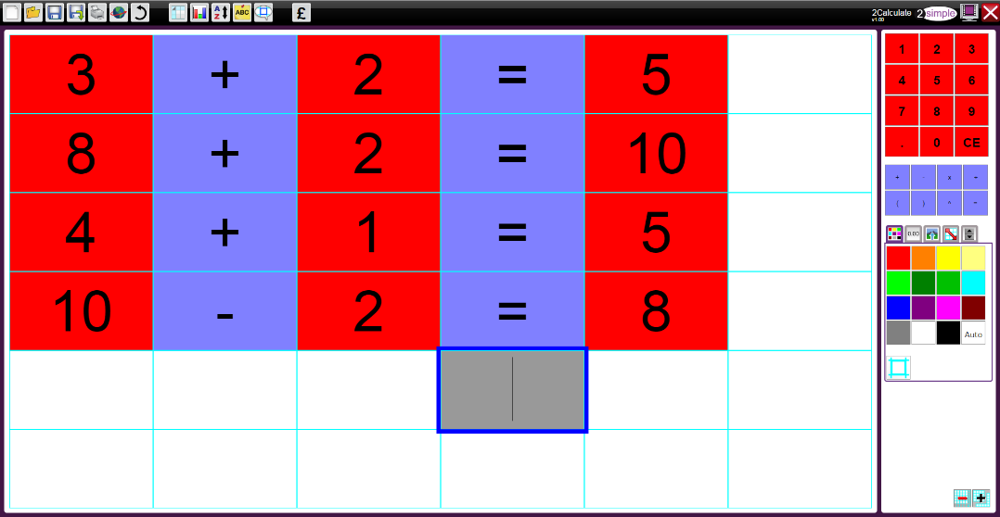 2Calculate
v1.00
2simple
A
Z
ABC
£
3 + 2 = 5
8 + 2 = 10
4 + 1 = 5
10 - 2 = 8
1 2 3
4 5 6
7 8 9
. 0 CE
+ - x ÷
( ) ^ =
0.00
Auto